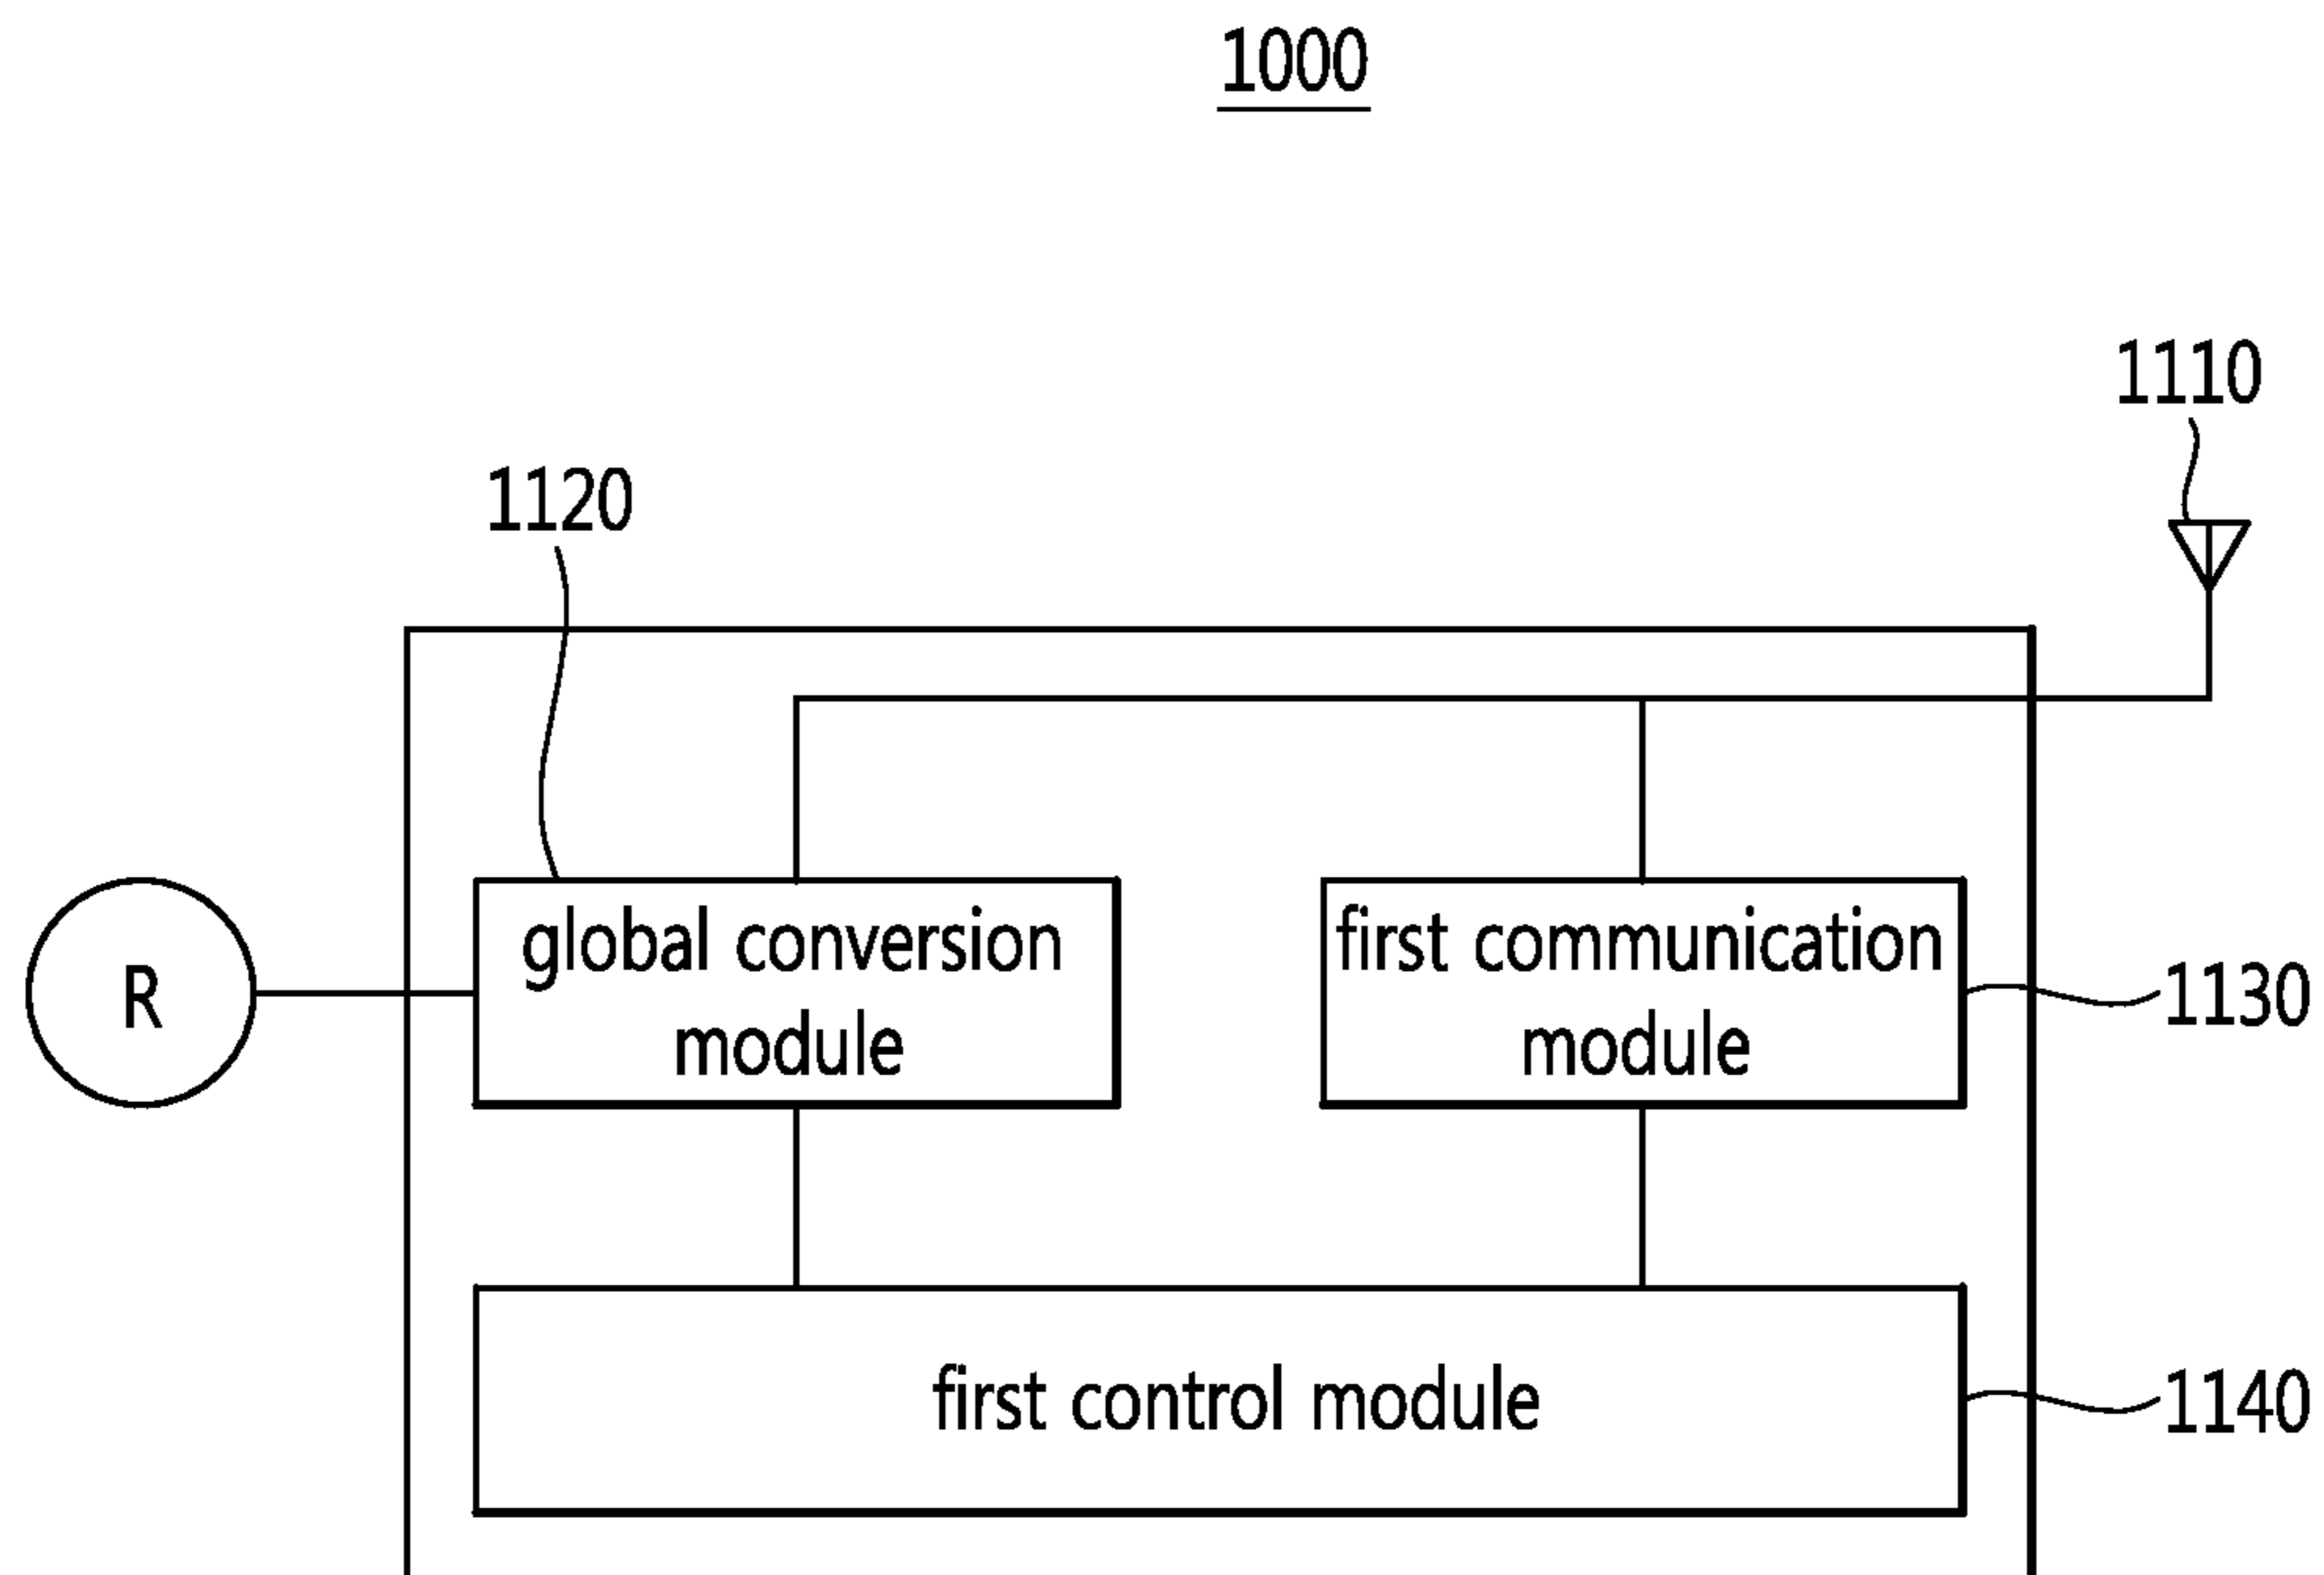 1000
1110
1120
R
global conversion
module
first communication
module
1130
first control module
1140